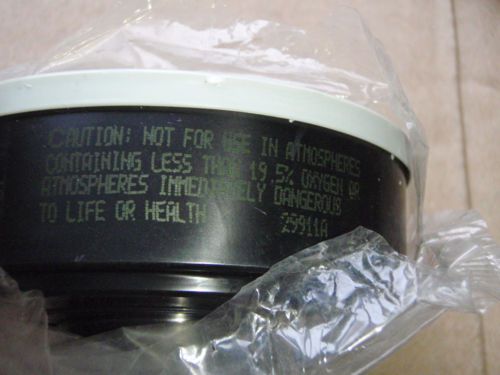 CAUTION: NOT FOR USE IN ATMOSPHERES
CONTAINING LESS THAN 19.5% OXYGEN OR
ATMOSPHERES IMMEDIATELY DANGEROUS
TO LIFE OR HEALTH 29911A